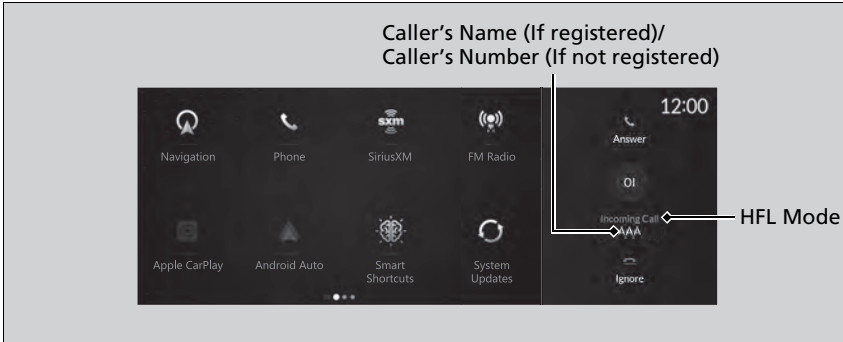 Caller's Name (If registered)/
Caller's Number (If not registered)
12:00
sxm
Navigation
Phone
SiriusXM
FM Radio
Answer
OI
Incoming Call
HFL Mode
AAA
Apple CarPlay
Android Auto
Smart
Shortcuts
System
Updates
Ignore